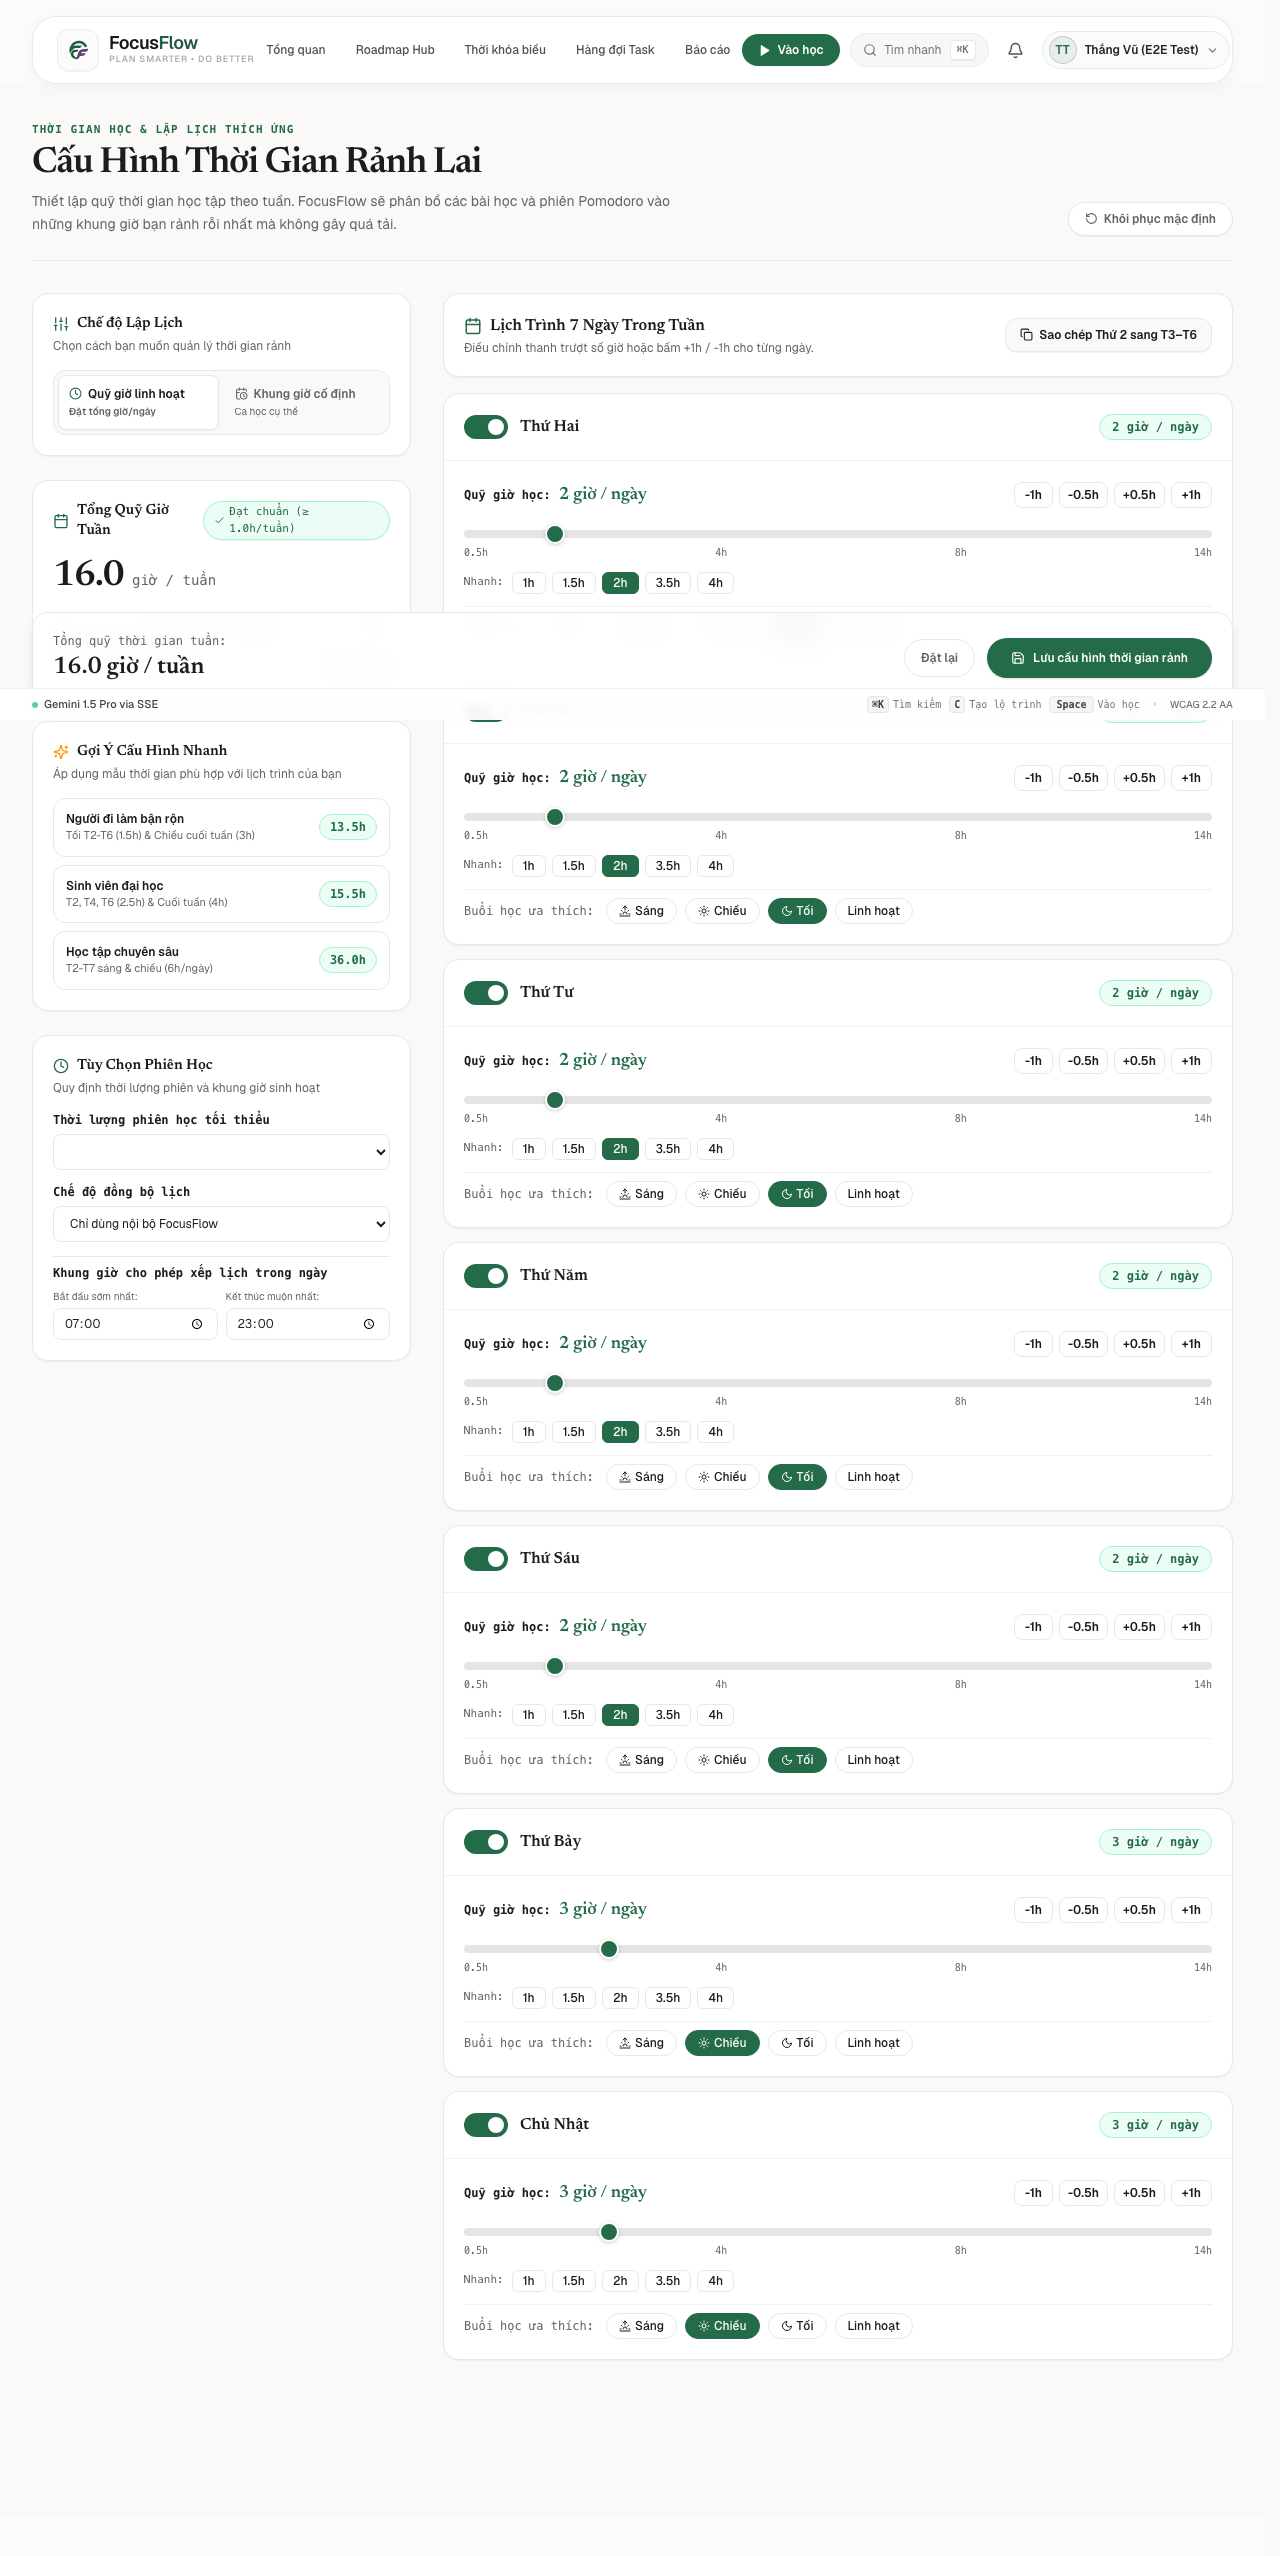 FocusFlow
PLAN SMARTER • DO BETTER
Tổng quan
Roadmap Hub
Thời khóa biểu
Hàng đợi Task
Báo cáo
Vào học
Tìm nhanh ⌘K
TT
Thắng Vũ (E2E Test)
THỜI GIAN HỌC & LẬP LỊCH THÍCH ỨNG
Cấu Hình Thời Gian Rảnh Lai
Thiết lập quỹ thời gian học tập theo tuần. FocusFlow sẽ phân bổ các bài học và phiên Pomodoro vào
những khung giờ bạn rảnh rỗi nhất mà không gây quá tải.
Khôi phục mặc định
Chế độ Lập Lịch
Chọn cách bạn muốn quản lý thời gian rảnh
Quỹ giờ linh hoạt
Đặt tổng giờ/ngày
Khung giờ cố định
Ca học cụ thể
Tổng Quỹ Giờ
Tuần
Đạt chuẩn (≥
1.0h/tuần)
16.0 giờ / tuần
Lịch Trình 7 Ngày Trong Tuần
Điều chỉnh thanh trượt số giờ hoặc bấm +1h / -1h cho từng ngày.
Sao chép Thứ 2 sang T3–T6
Thứ Hai
2 giờ / ngày
Quỹ giờ học: 2 giờ / ngày
-1h -0.5h +0.5h +1h
0.5h 4h 8h 14h
Nhanh: 1h 1.5h 2h 3.5h 4h
Tổng quỹ thời gian tuần:
16.0 giờ / tuần
Đặt lại
Lưu cấu hình thời gian rảnh
Gemini 1.5 Pro via SSE
⌘K Tìm kiếm C Tạo lộ trình Space Vào học • WCAG 2.2 AA
Gợi Ý Cấu Hình Nhanh
Áp dụng mẫu thời gian phù hợp với lịch trình của bạn
Người đi làm bận rộn
Tối T2-T6 (1.5h) & Chiều cuối tuần (3h)
13.5h
Sinh viên đại học
T2, T4, T6 (2.5h) & Cuối tuần (4h)
15.5h
Học tập chuyên sâu
T2-T7 sáng & chiều (6h/ngày)
36.0h
Tùy Chọn Phiên Học
Quy định thời lượng phiên và khung giờ sinh hoạt
Thời lượng phiên học tối thiểu
Chế độ đồng bộ lịch
Chỉ dùng nội bộ FocusFlow
Khung giờ cho phép xếp lịch trong ngày
Bắt đầu sớm nhất: Kết thúc muộn nhất:
07:00 23:00
Quỹ giờ học: 2 giờ / ngày
-1h -0.5h +0.5h +1h
0.5h 4h 8h 14h
Nhanh: 1h 1.5h 2h 3.5h 4h
Buổi học ưa thích: Sáng Chiều Tối Linh hoạt
Thứ Tư
2 giờ / ngày
Quỹ giờ học: 2 giờ / ngày
-1h -0.5h +0.5h +1h
0.5h 4h 8h 14h
Nhanh: 1h 1.5h 2h 3.5h 4h
Buổi học ưa thích: Sáng Chiều Tối Linh hoạt
Thứ Năm
2 giờ / ngày
Quỹ giờ học: 2 giờ / ngày
-1h -0.5h +0.5h +1h
0.5h 4h 8h 14h
Nhanh: 1h 1.5h 2h 3.5h 4h
Buổi học ưa thích: Sáng Chiều Tối Linh hoạt
Thứ Sáu
2 giờ / ngày
Quỹ giờ học: 2 giờ / ngày
-1h -0.5h +0.5h +1h
0.5h 4h 8h 14h
Nhanh: 1h 1.5h 2h 3.5h 4h
Buổi học ưa thích: Sáng Chiều Tối Linh hoạt
Thứ Bảy
3 giờ / ngày
Quỹ giờ học: 3 giờ / ngày
-1h -0.5h +0.5h +1h
0.5h 4h 8h 14h
Nhanh: 1h 1.5h 2h 3.5h 4h
Buổi học ưa thích: Sáng Chiều Tối Linh hoạt
Chủ Nhật
3 giờ / ngày
Quỹ giờ học: 3 giờ / ngày
-1h -0.5h +0.5h +1h
0.5h 4h 8h 14h
Nhanh: 1h 1.5h 2h 3.5h 4h
Buổi học ưa thích: Sáng Chiều Tối Linh hoạt